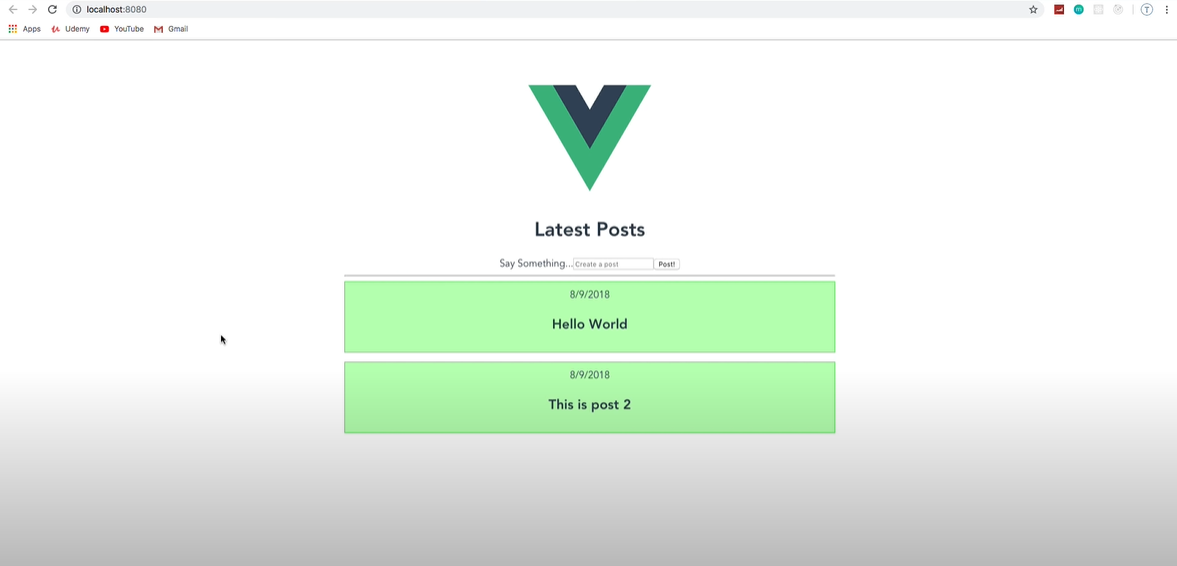 localhost:8080
T
Apps Udemy YouTube Gmail
Latest Posts
Say Something... Create a post Post!
8/9/2018
Hello World
8/9/2018
This is post 2